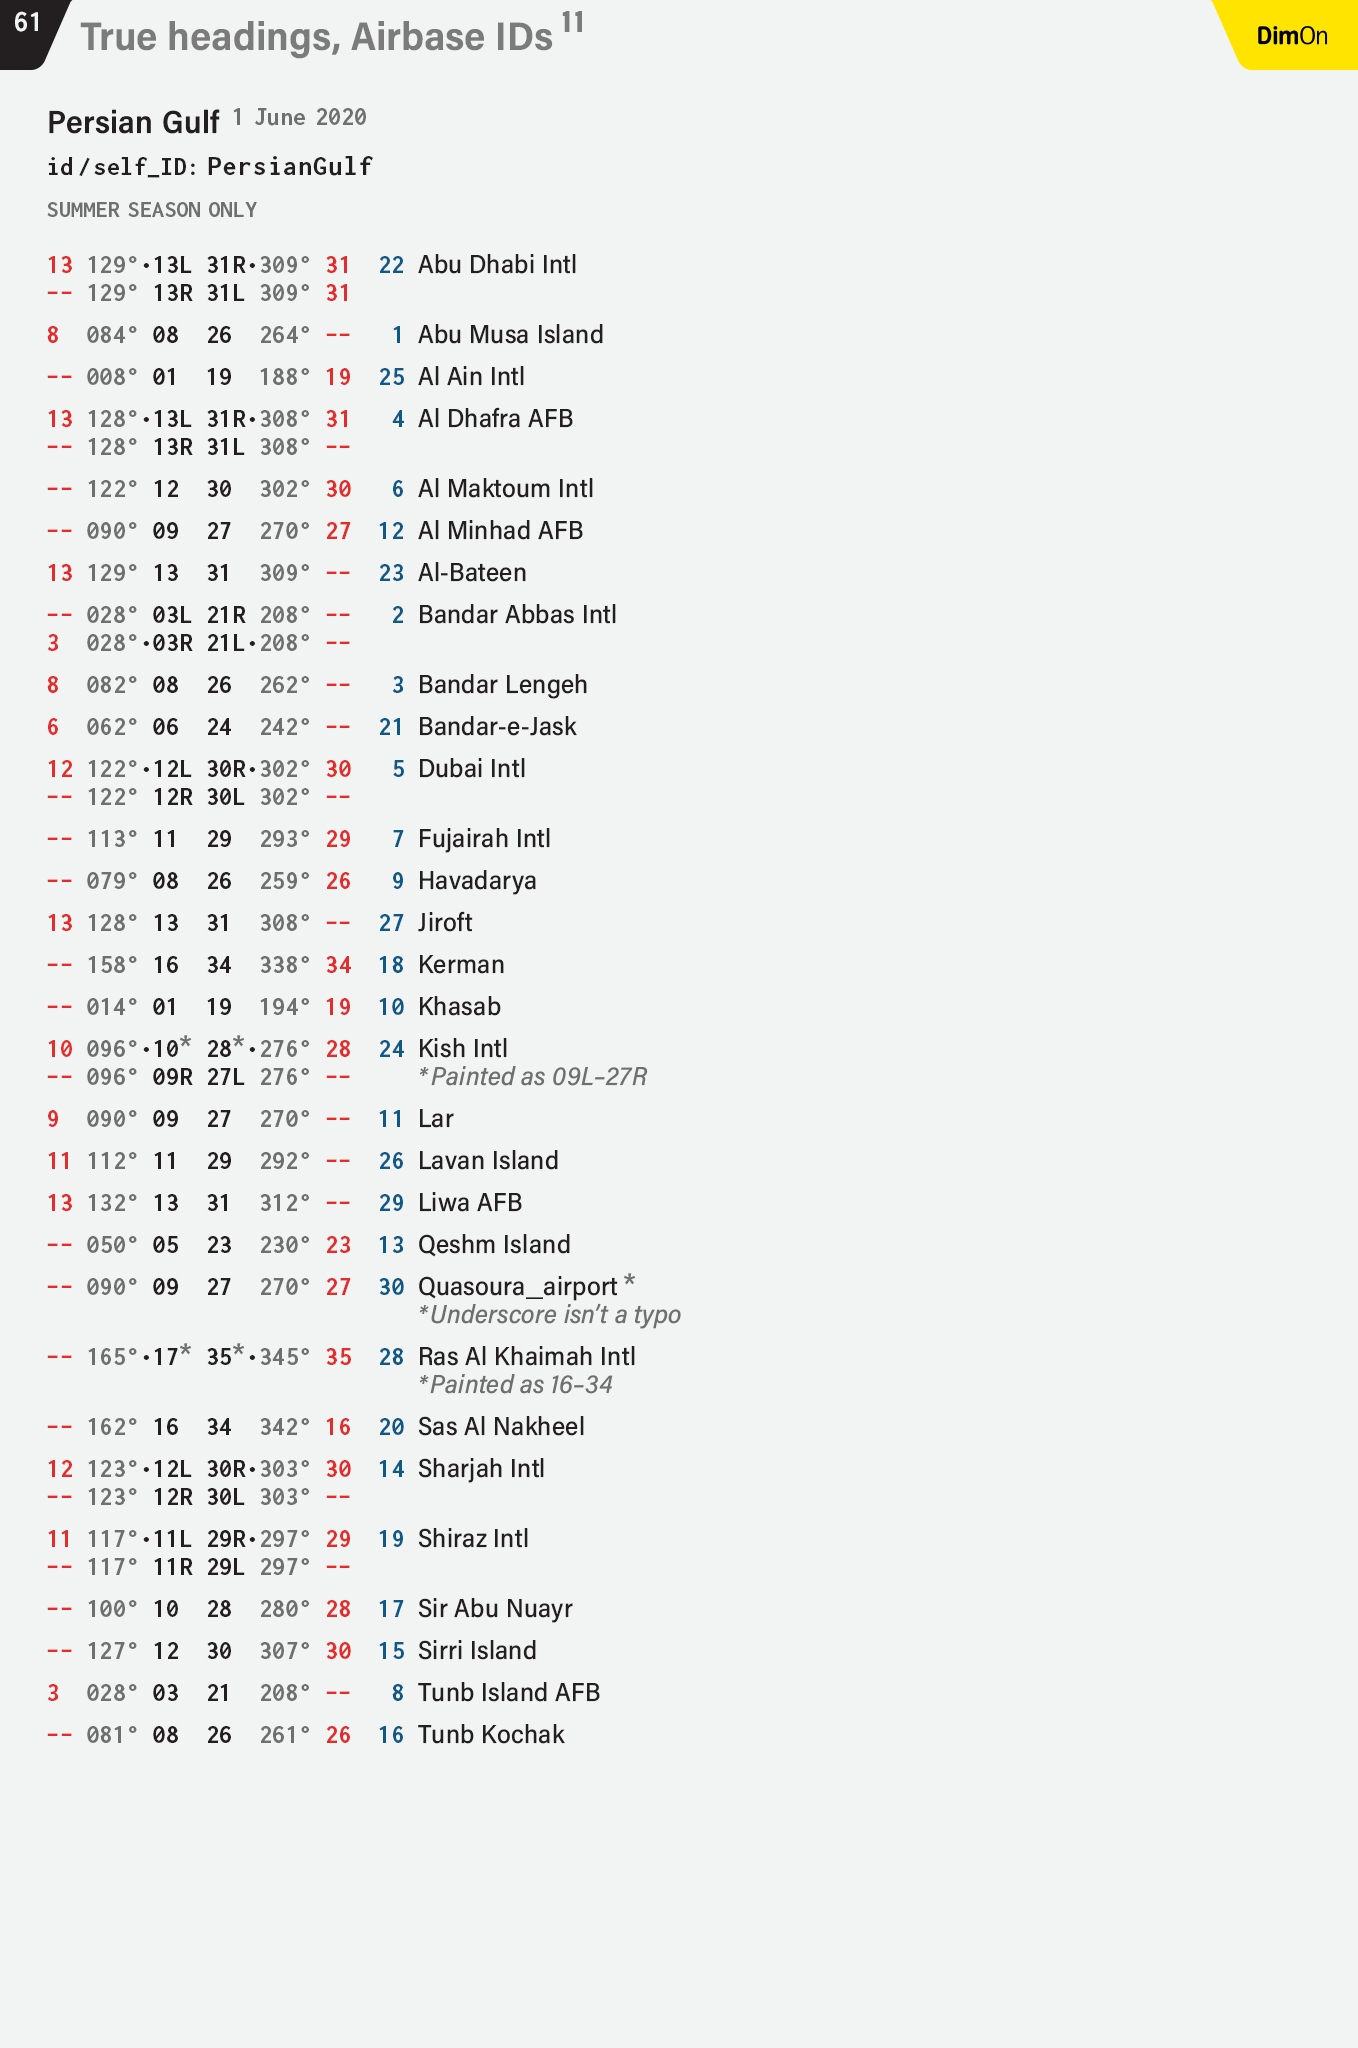 61 True headings, Airbase IDs 11 DimOn
Persian Gulf 1 June 2020
id/self_ID: PersianGulf
SUMMER SEASON ONLY
13 129°·13L 31R·309° 31 22 Abu Dhabi Intl
-- 129° 13R 31L 309° 31
8 084° 08 26 264° -- 1 Abu Musa Island
-- 008° 01 19 188° 19 25 Al Ain Intl
13 128°·13L 31R·308° 31 4 Al Dhafra AFB
-- 128° 13R 31L 308° --
-- 122° 12 30 302° 30 6 Al Maktoum Intl
-- 090° 09 27 270° 27 12 Al Minhad AFB
13 129° 13 31 309° -- 23 Al-Bateen
-- 028° 03L 21R 208° -- 2 Bandar Abbas Intl
3 028°·03R 21L·208° --
8 082° 08 26 262° -- 3 Bandar Lengeh
6 062° 06 24 242° -- 21 Bandar-e-Jask
12 122°·12L 30R·302° 30 5 Dubai Intl
-- 122° 12R 30L 302° --
-- 113° 11 29 293° 29 7 Fujairah Intl
-- 079° 08 26 259° 26 9 Havadarya
13 128° 13 31 308° -- 27 Jiroft
-- 158° 16 34 338° 34 18 Kerman
-- 014° 01 19 194° 19 10 Khasab
10 096°·10* 28*·276° 28 24 Kish Intl
-- 096° 09R 27L 276° -- *Painted as 09L–27R
9 090° 09 27 270° -- 11 Lar
11 112° 11 29 292° -- 26 Lavan Island
13 132° 13 31 312° -- 29 Liwa AFB
-- 050° 05 23 230° 23 13 Qeshm Island
-- 090° 09 27 270° 27 30 Quasoura_airport *
*Underscore isn’t a typo
-- 165°·17* 35*·345° 35 28 Ras Al Khaimah Intl
*Painted as 16–34
-- 162° 16 34 342° 16 20 Sas Al Nakheel
12 123°·12L 30R·303° 30 14 Sharjah Intl
-- 123° 12R 30L 303° --
11 117°·11L 29R·297° 29 19 Shiraz Intl
-- 117° 11R 29L 297° --
-- 100° 10 28 280° 28 17 Sir Abu Nuayr
-- 127° 12 30 307° 30 15 Sirri Island
3 028° 03 21 208° -- 8 Tunb Island AFB
-- 081° 08 26 261° 26 16 Tunb Kochak